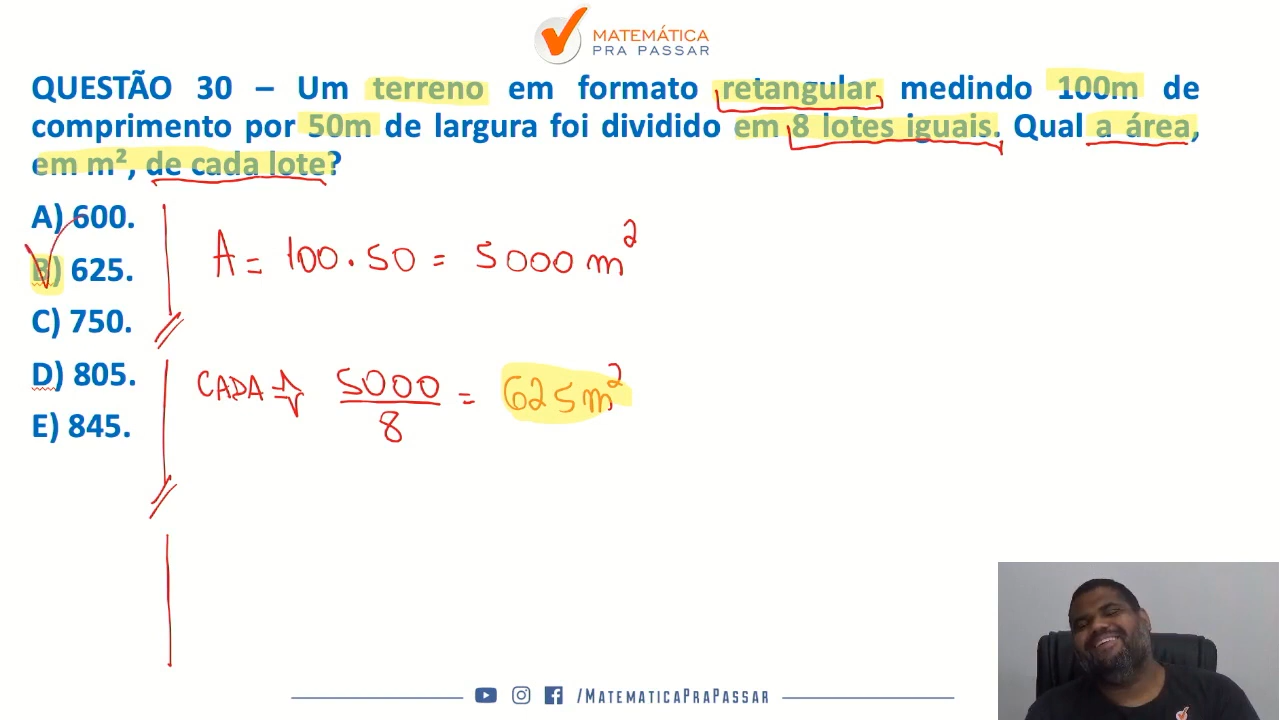 MATEMÁTICA
PRA PASSAR
QUESTÃO 30 – Um terreno em formato retangular medindo 100m de
comprimento por 50m de largura foi dividido em 8 lotes iguais. Qual a área,
em m², de cada lote?
A) 600.
B) 625.
C) 750.
D) 805.
E) 845.
A = 100 . 50 = 5000 m²
CADA → 5000/8 = 625 m²
/MATEMATICAPRAPASSAR